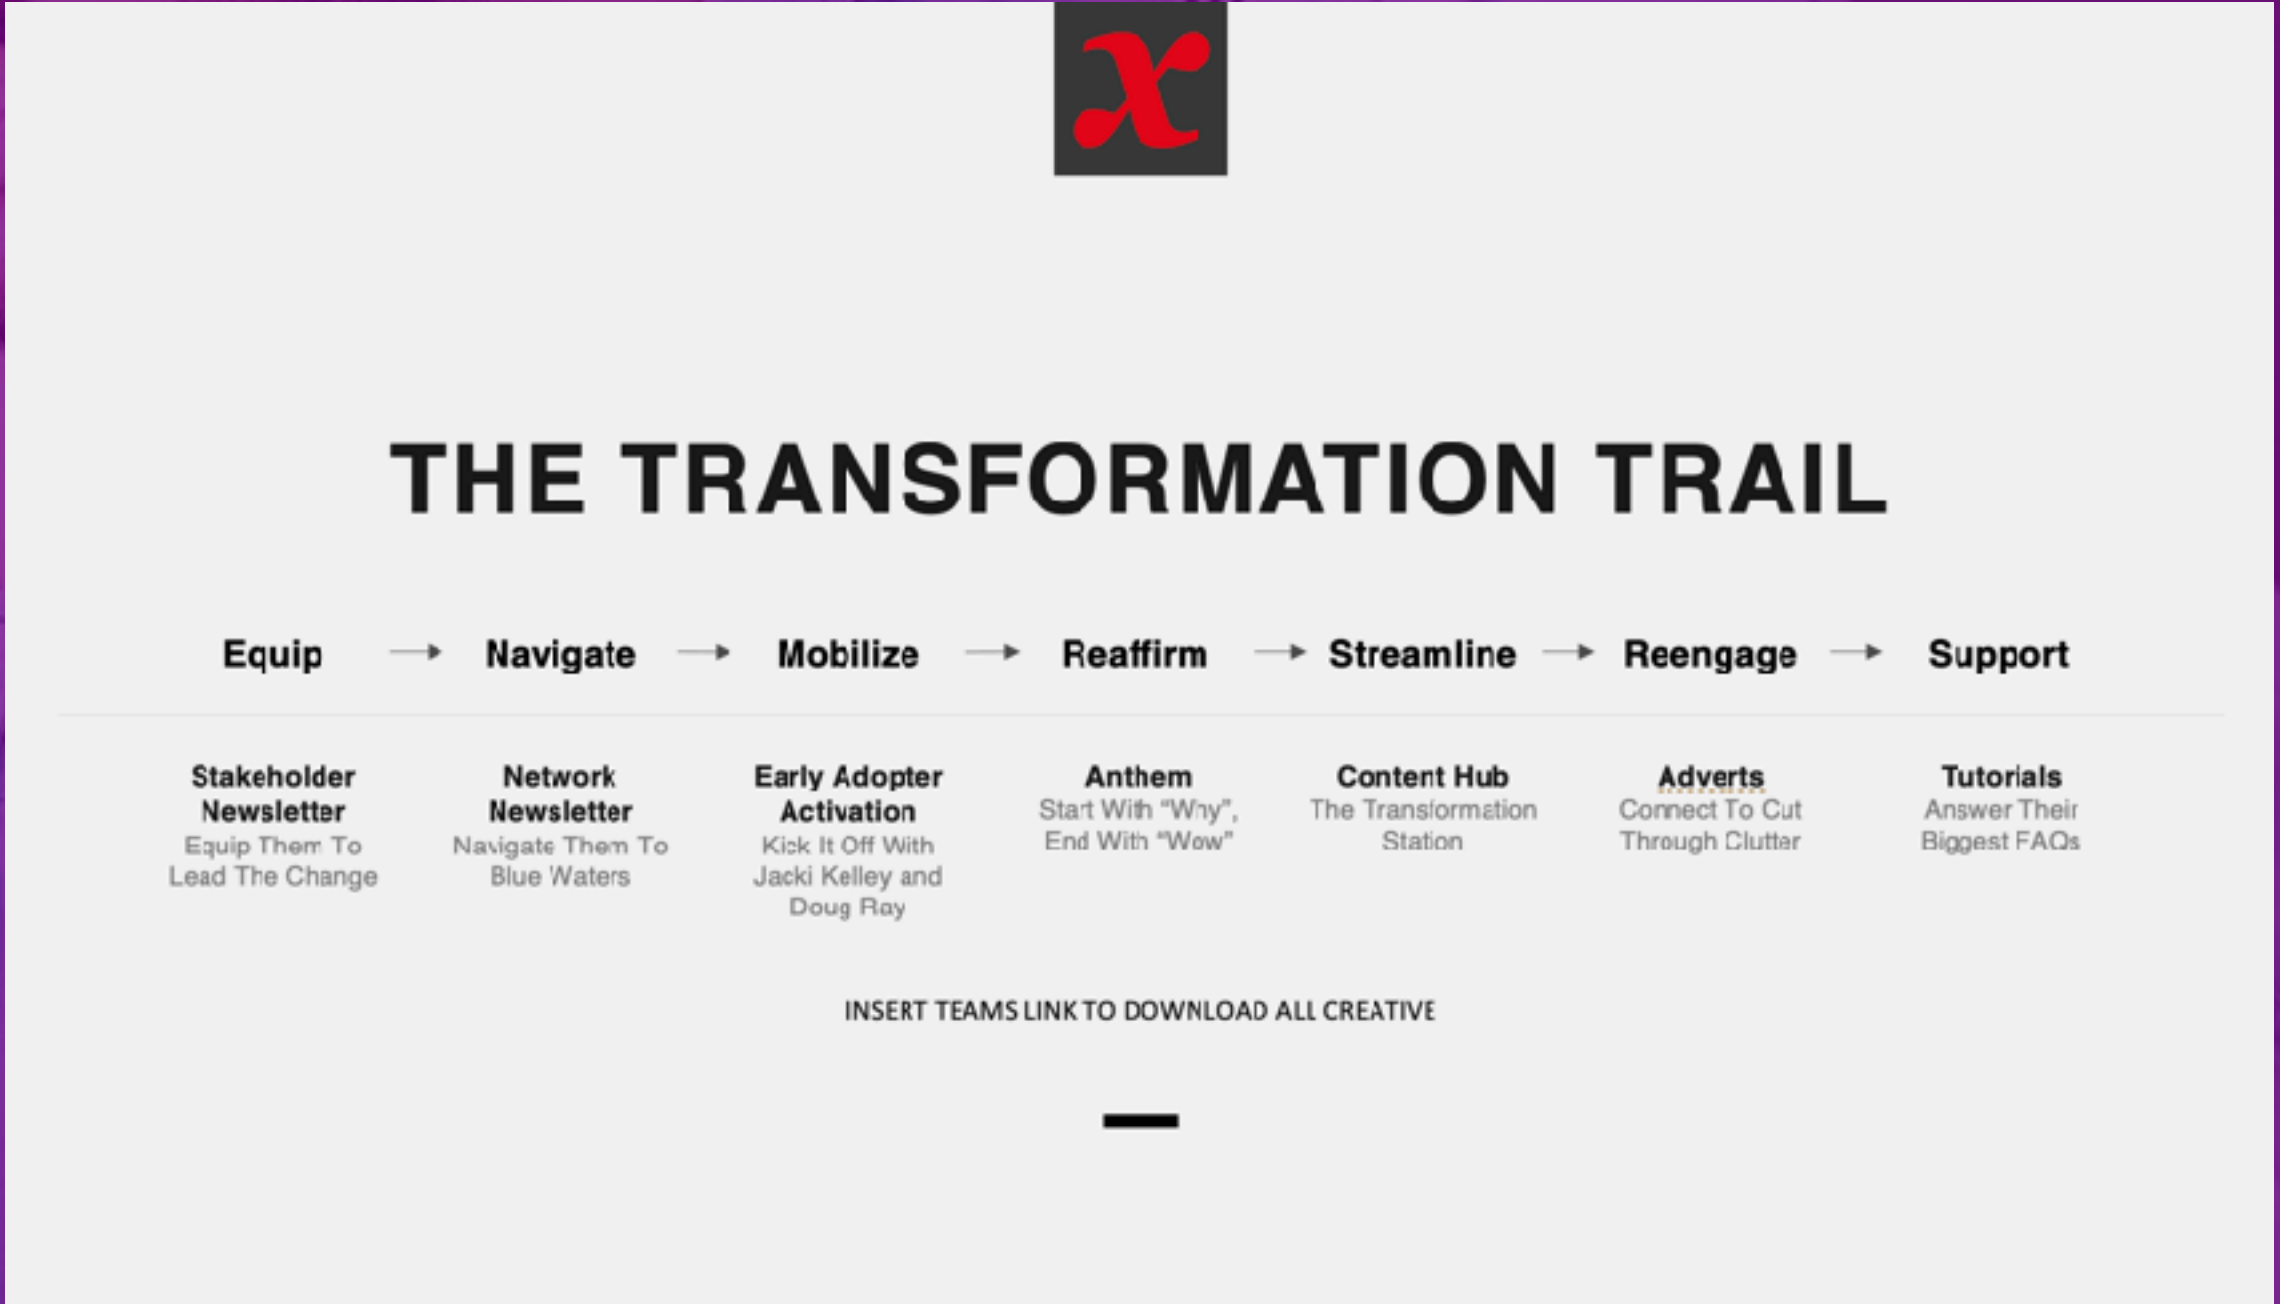 x
THE TRANSFORMATION TRAIL
Equip
Navigate
Mobilize
Reaffirm
Streamline
Reengage
Support
Stakeholder
Newsletter
Equip Them To
Lead The Change
Network
Newsletter
Navigate Them To
Blue Waters
Early Adopter
Activation
Kick It Off With
Jacki Kelley and
Doug Ray
Anthem
Start With “Why”,
End With “Wow”
Content Hub
The Transformation
Station
Adverts
Connect To Cut
Through Clutter
Tutorials
Answer Their
Biggest FAQs
INSERT TEAMS LINK TO DOWNLOAD ALL CREATIVE